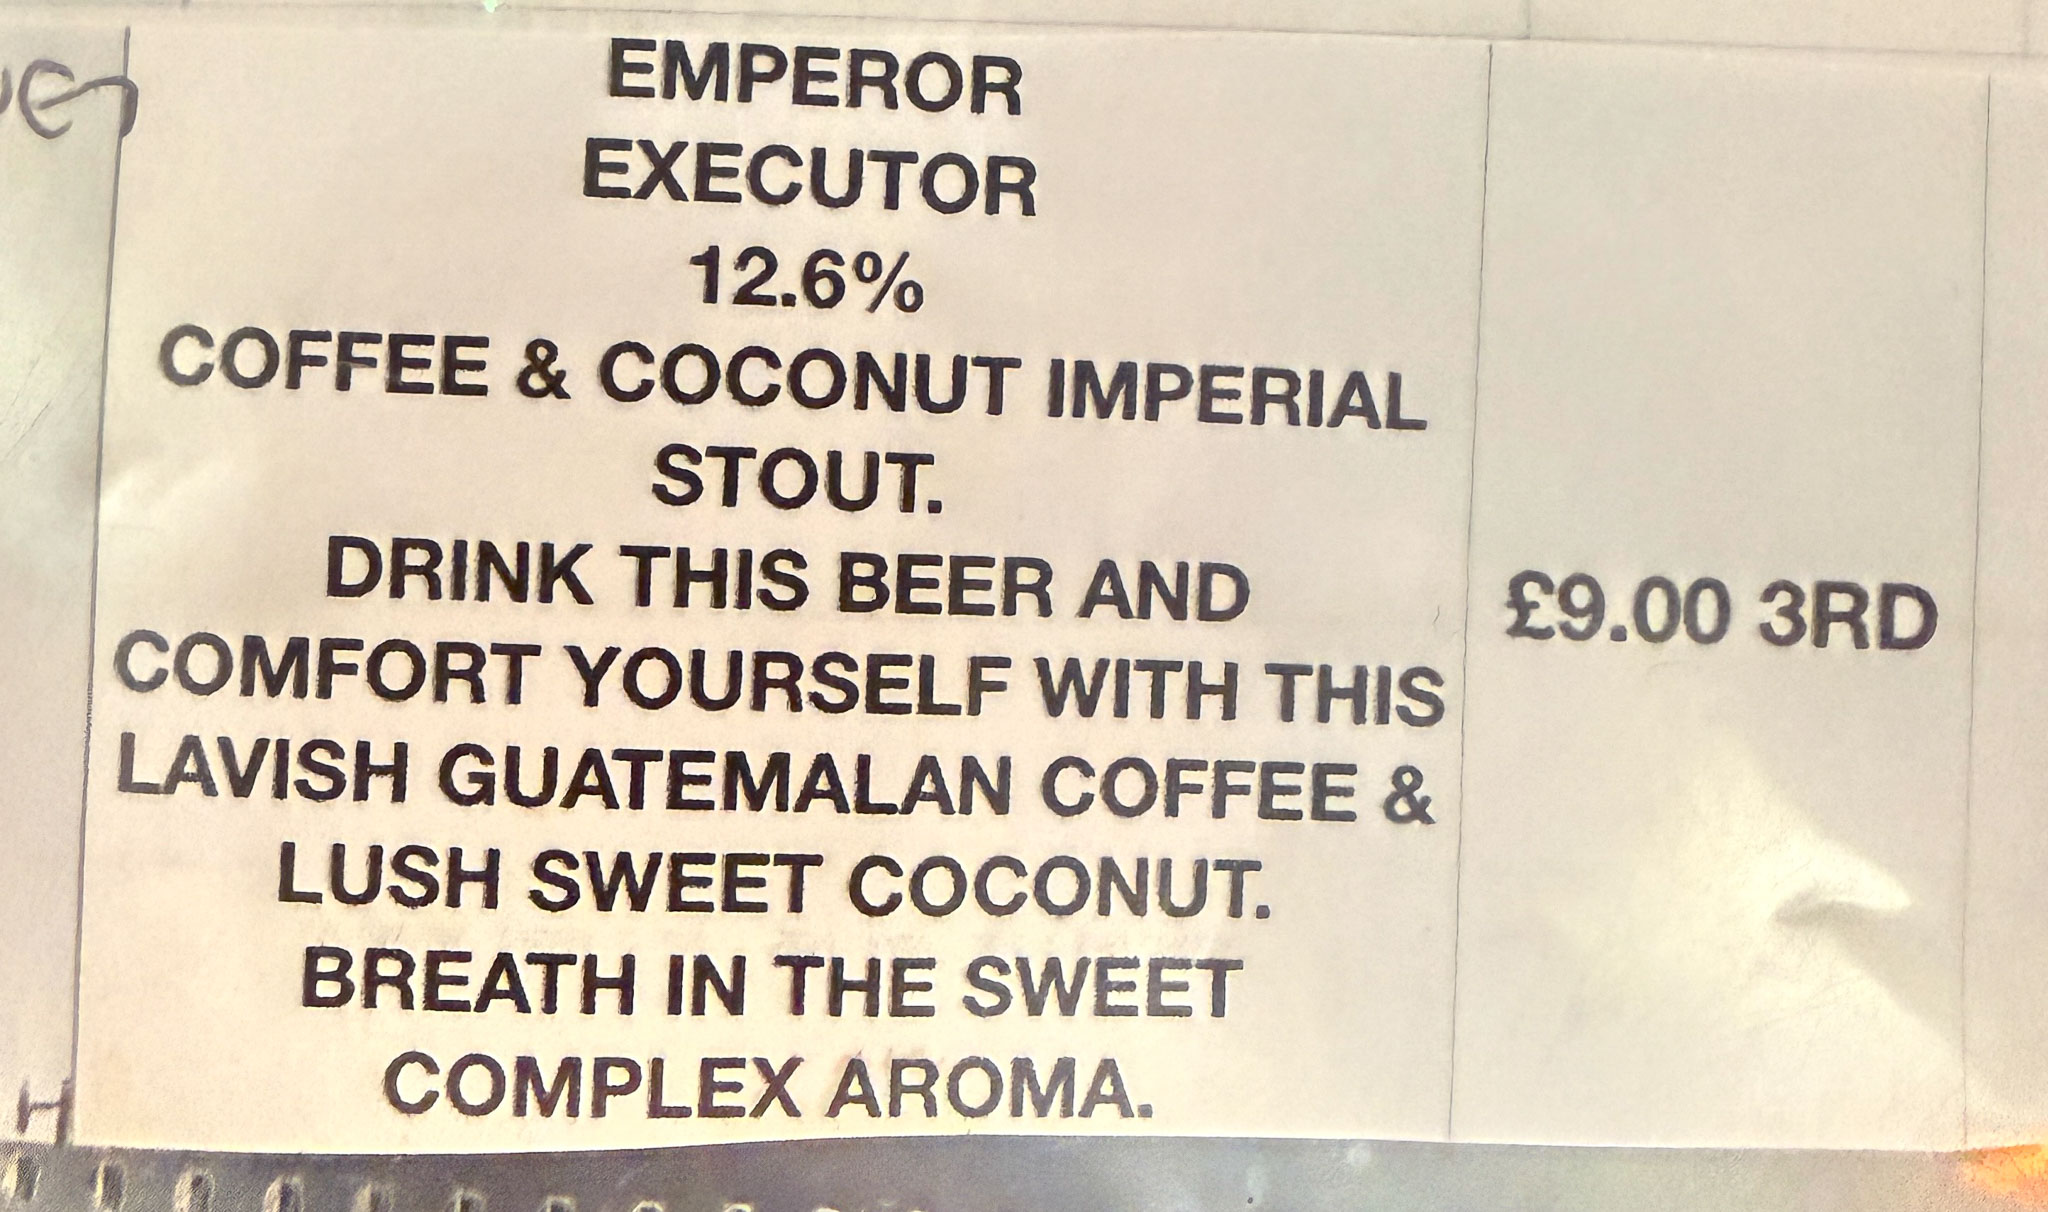 EMPEROR
EXECUTOR
12.6%
COFFEE & COCONUT IMPERIAL
STOUT.
DRINK THIS BEER AND
COMFORT YOURSELF WITH THIS
LAVISH GUATEMALAN COFFEE &
LUSH SWEET COCONUT.
BREATH IN THE SWEET
COMPLEX AROMA.
£9.00 3RD